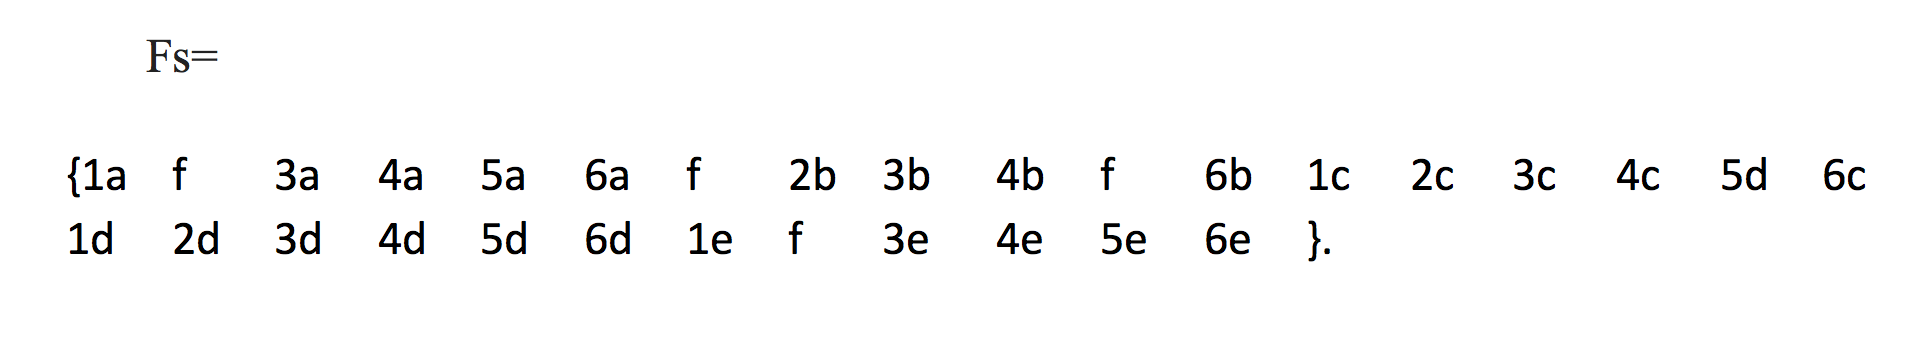 Fs=
{1a f 3a 4a 5a 6a f 2b 3b 4b f 6b 1c 2c 3c 4c 5d 6c
1d 2d 3d 4d 5d 6d 1e f 3e 4e 5e 6e }.